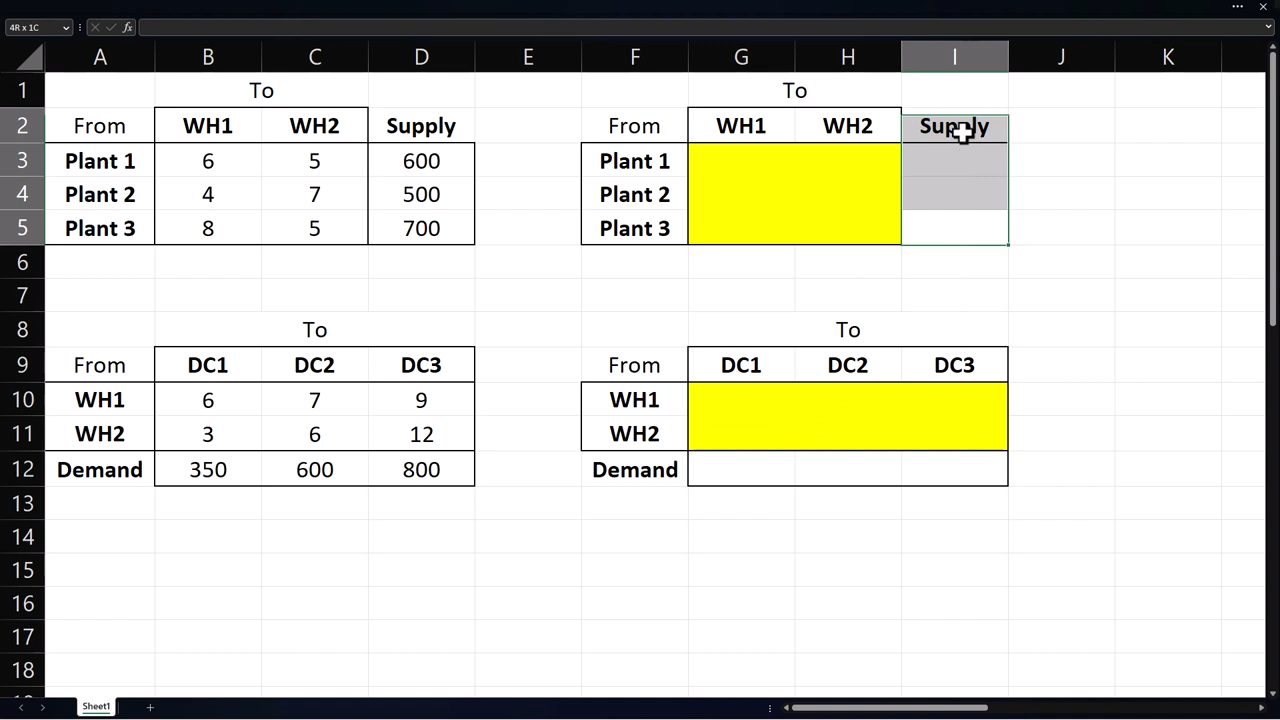 4R x 1C fx
A B C D E F G H I J K
1 To To
2 From WH1 WH2 Supply From WH1 WH2 Supply
3 Plant 1 6 5 600 Plant 1
4 Plant 2 4 7 500 Plant 2
5 Plant 3 8 5 700 Plant 3
6
7
8 To To
9 From DC1 DC2 DC3 From DC1 DC2 DC3
10 WH1 6 7 9 WH1
11 WH2 3 6 12 WH2
12 Demand 350 600 800 Demand
13
14
15
16
17
18
Sheet1